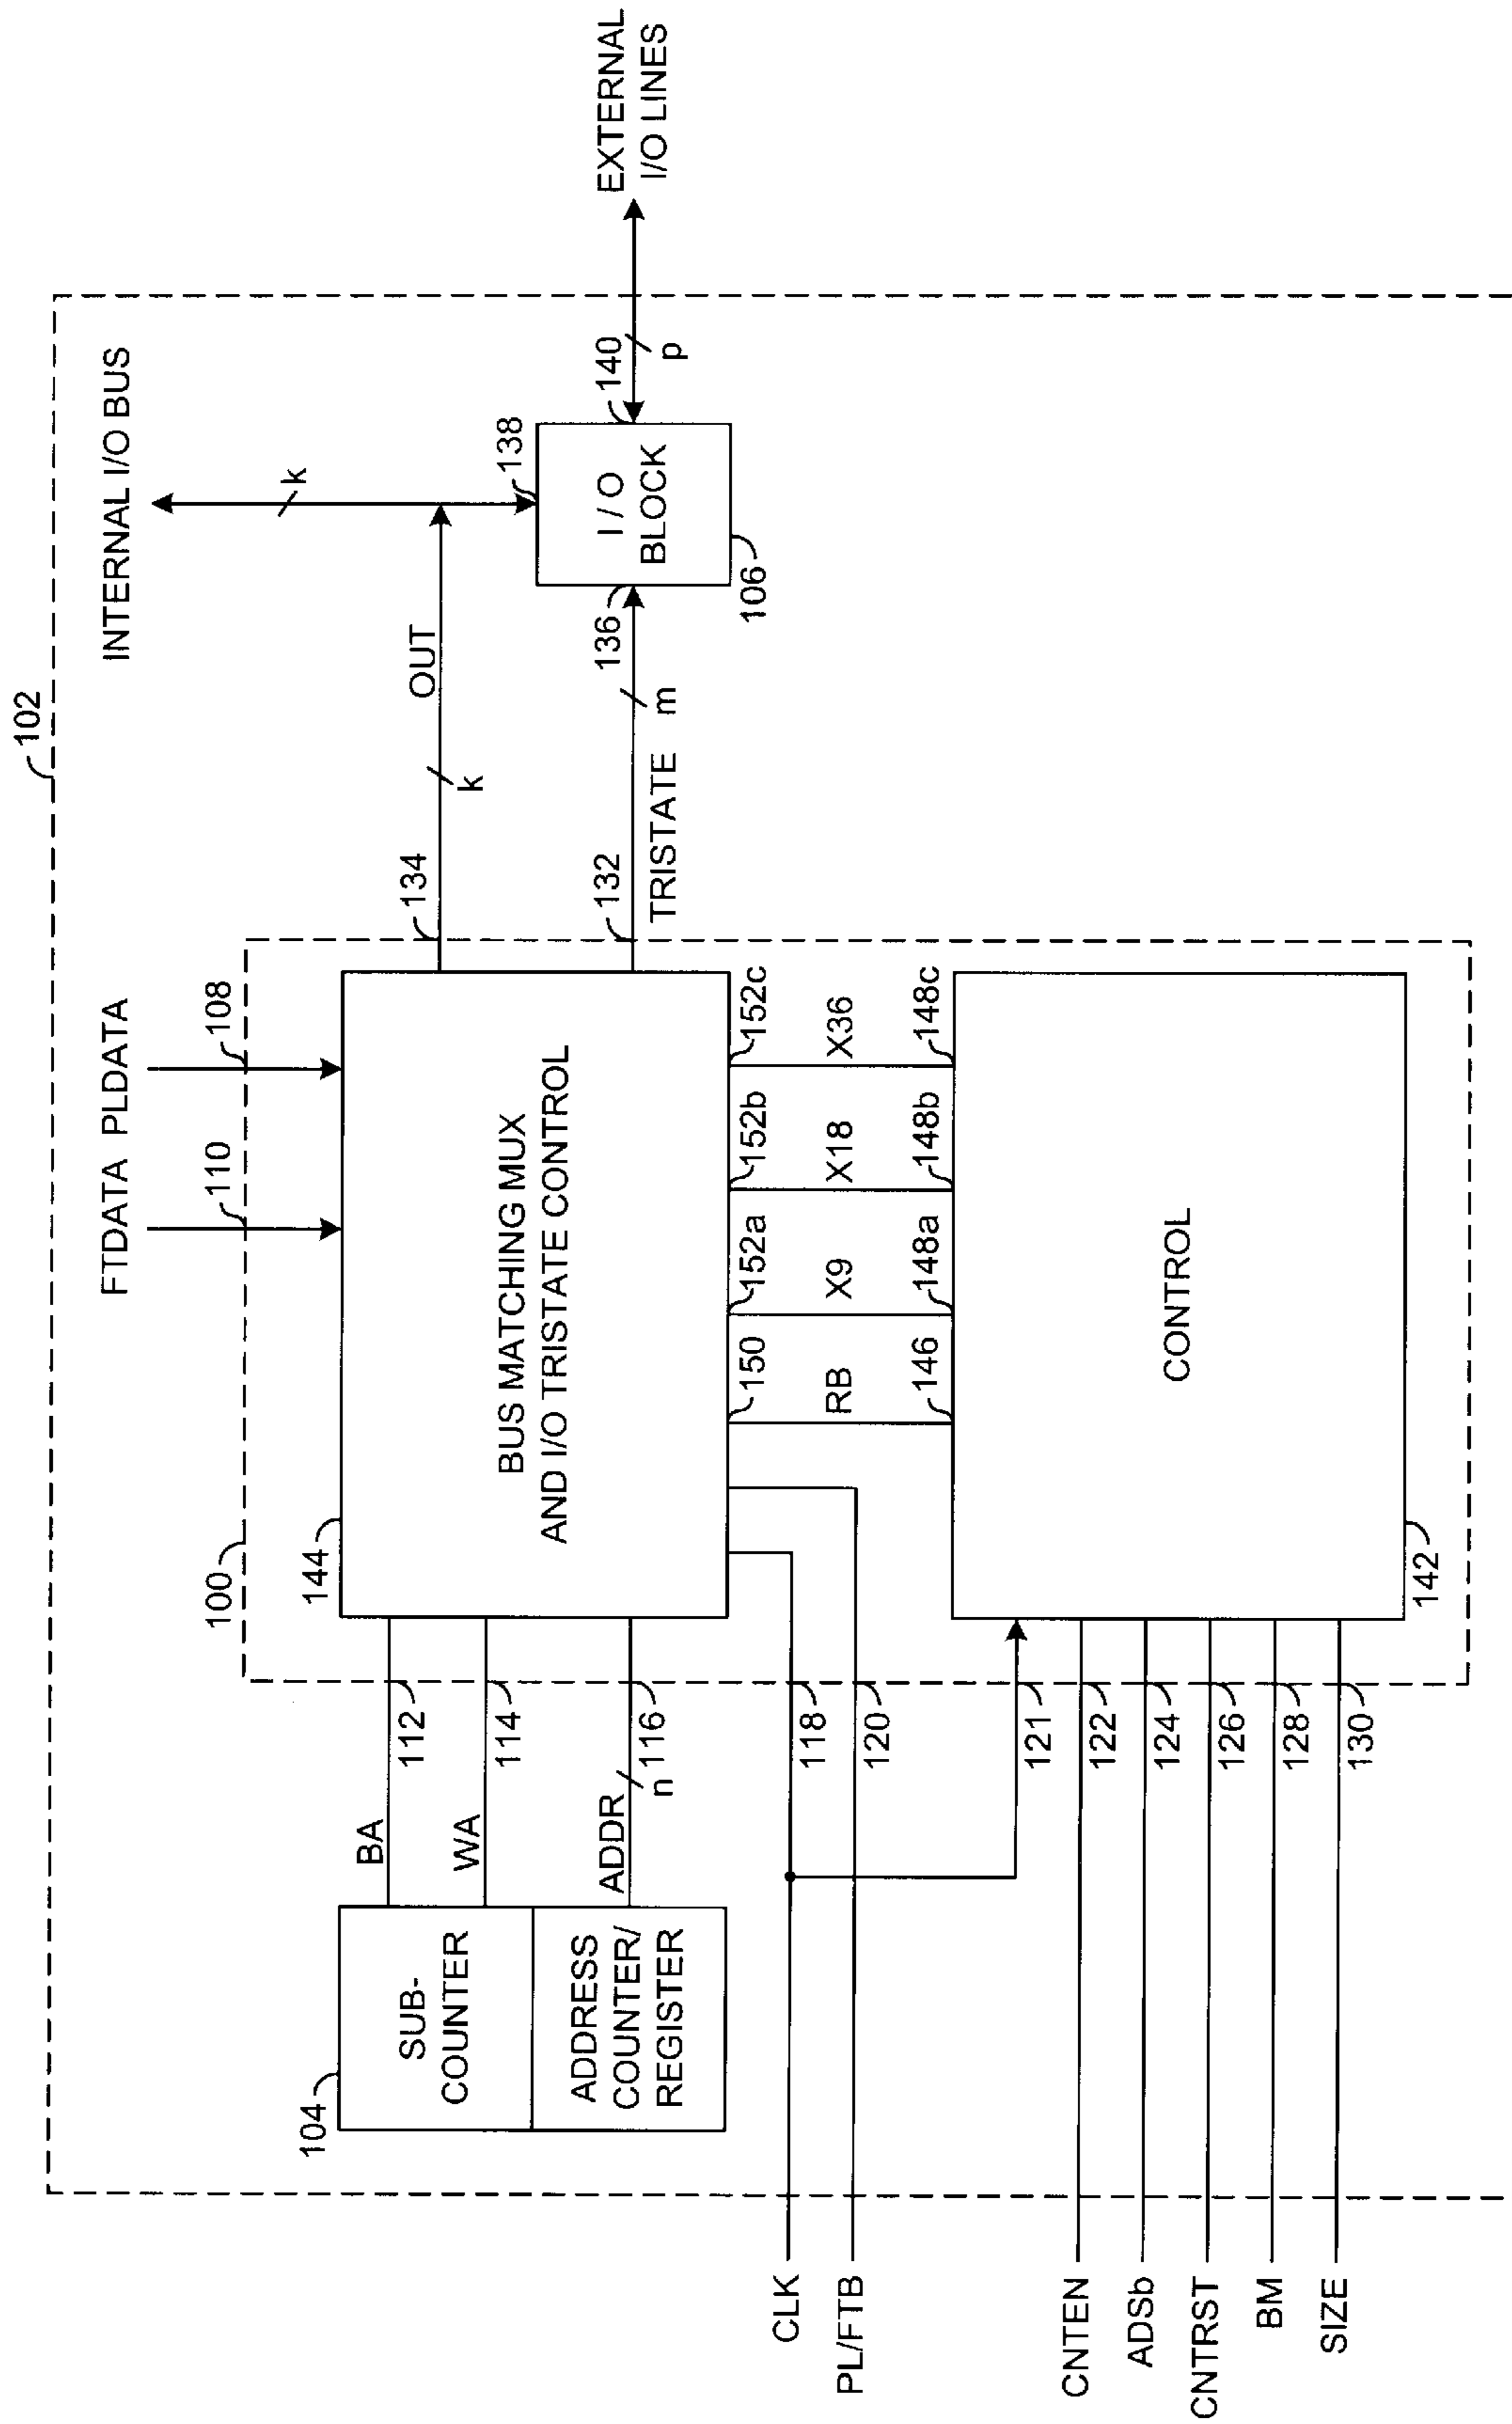 102
INTERNAL I/O BUS
FTDATA
PLDATA
110
108
100
144
134
132
OUT
k
k
TRISTATE
m
136
138
140
p
I / O
BLOCK
106
EXTERNAL
I/O LINES
104
SUB-
COUNTER
ADDRESS
COUNTER/
REGISTER
BA
WA
ADDR
n
112
114
116
BUS MATCHING MUX
AND I/O TRISTATE CONTROL
150
152a
152b
152c
RB
X9
X18
X36
146
148a
148b
148c
CONTROL
142
118
120
121
122
124
126
128
130
CLK
PL/FTB
CNTEN
ADSb
CNTRST
BM
SIZE